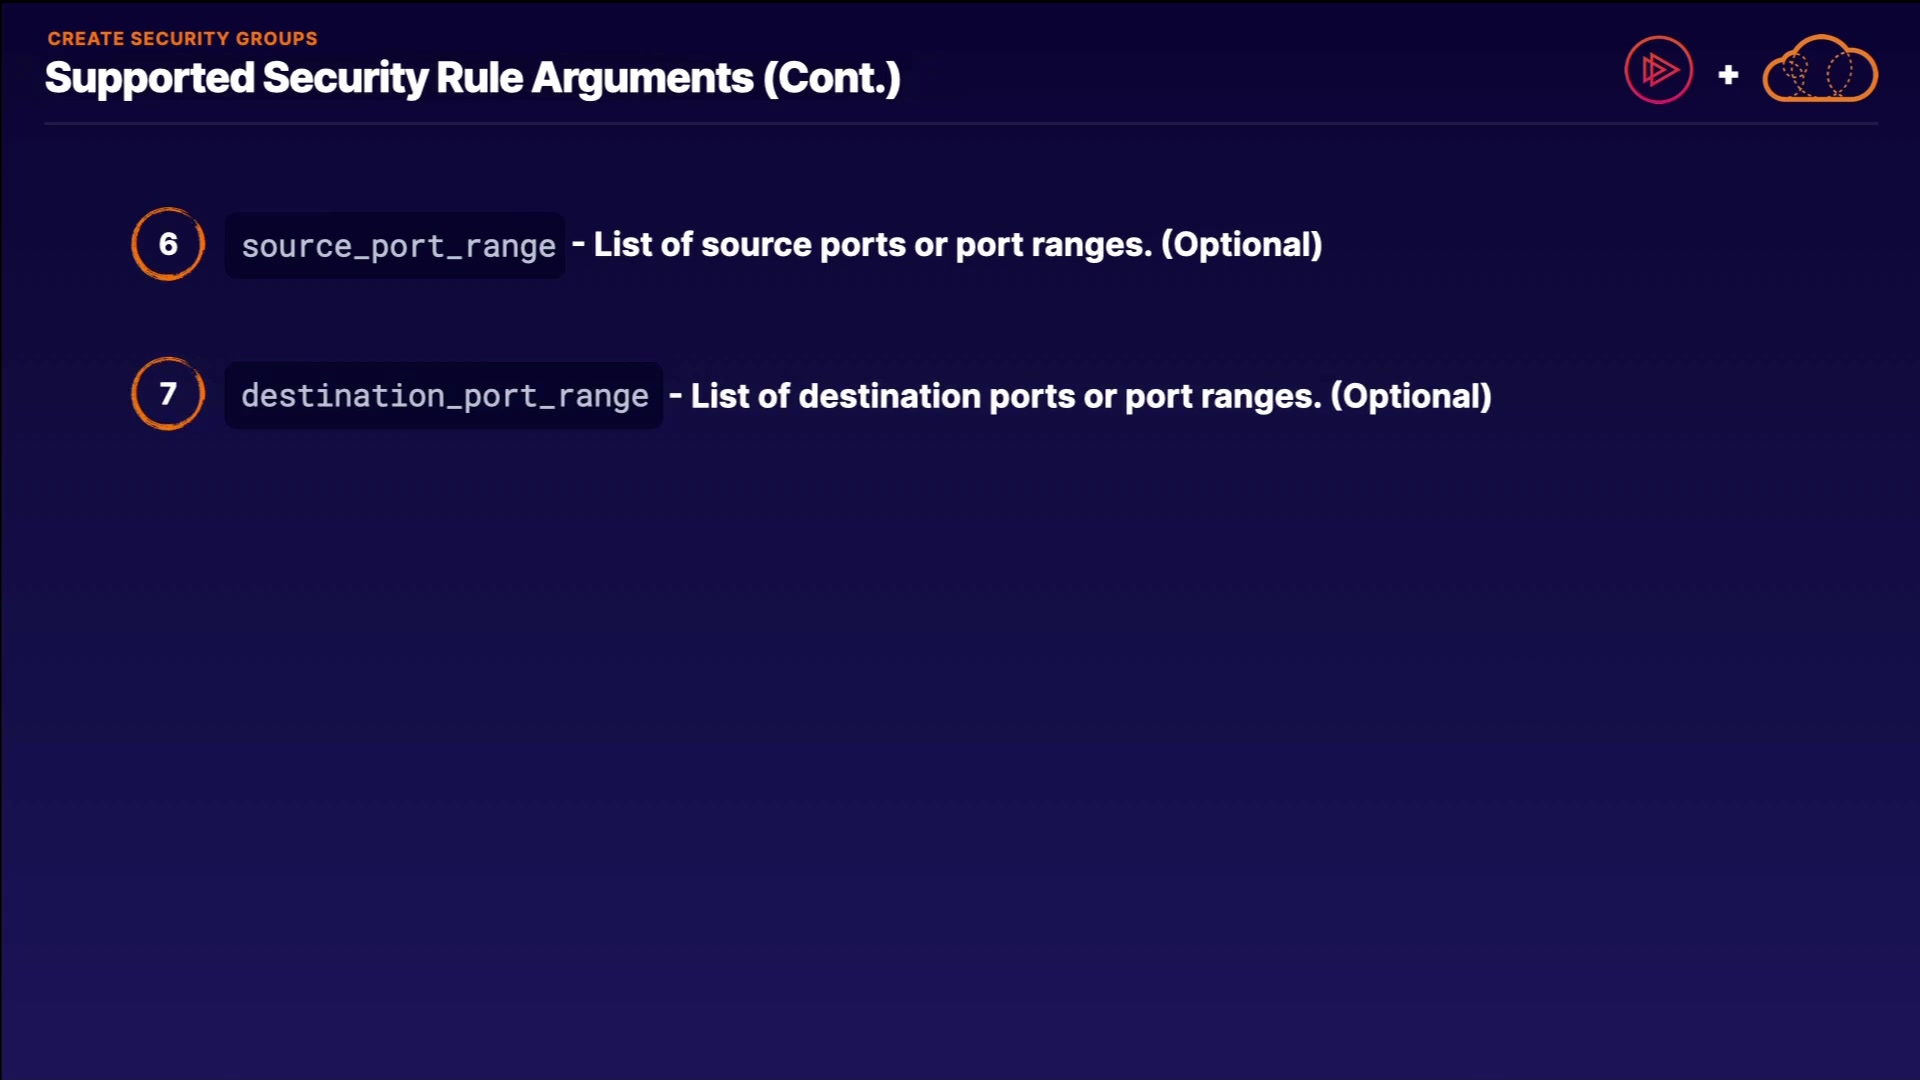 CREATE SECURITY GROUPS
Supported Security Rule Arguments (Cont.)
+
6 source_port_range - List of source ports or port ranges. (Optional)
7 destination_port_range - List of destination ports or port ranges. (Optional)